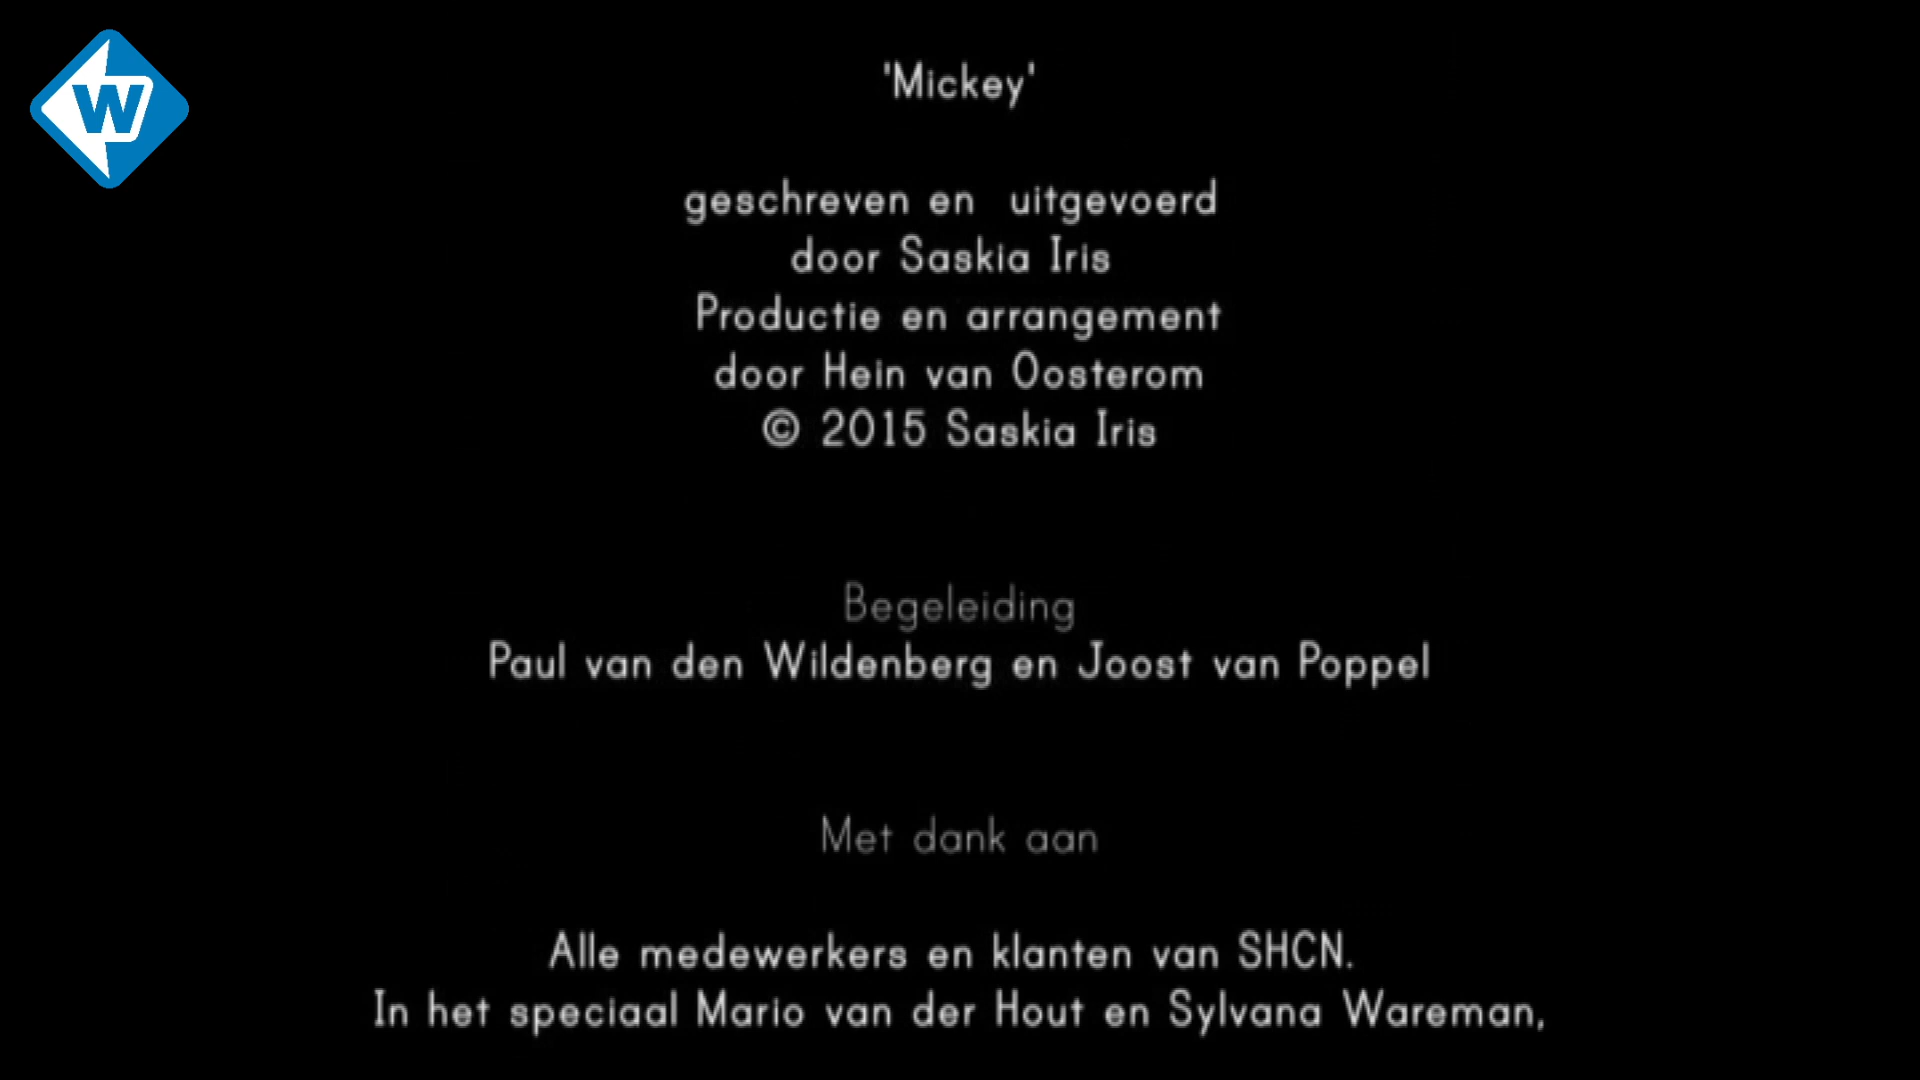 W
'Mickey'
geschreven en uitgevoerd
door Saskia Iris
Productie en arrangement
door Hein van Oosterom
© 2015 Saskia Iris
Begeleiding
Paul van den Wildenberg en Joost van Poppel
Met dank aan
Alle medewerkers en klanten van SHCN.
In het speciaal Mario van der Hout en Sylvana Wareman,